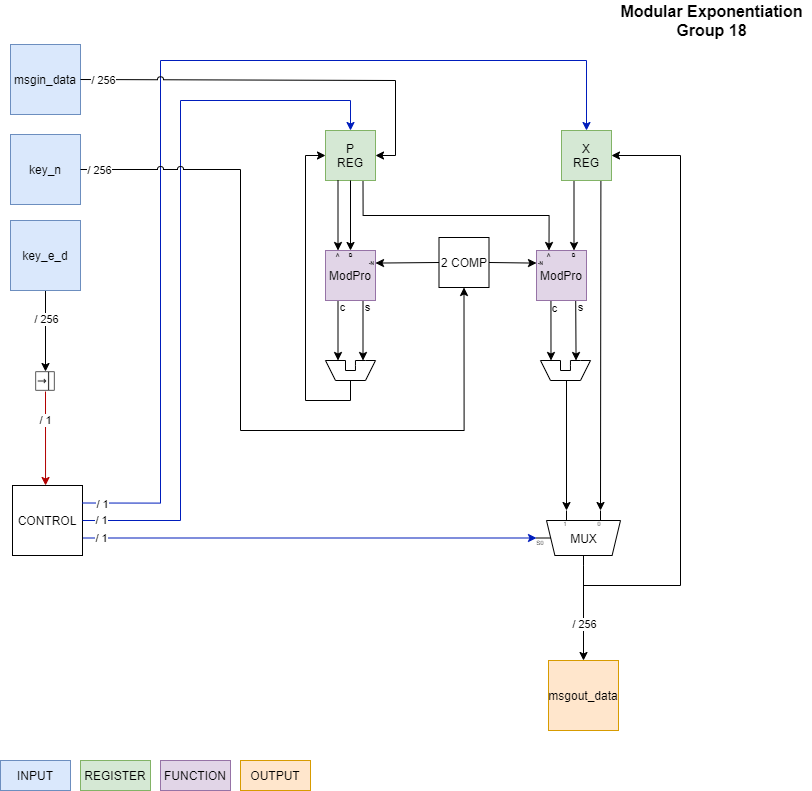 Modular Exponentiation
Group 18
msgin_data
/ 256
key_n
/ 256
key_e_d
/ 256
→
/ 1
CONTROL
/ 1
/ 1
/ 1
P
REG
X
REG
A
B
-N
ModPro
C
S
2 COMP
-N
A
B
ModPro
C
S
1
0
S0
MUX
/ 256
msgout_data
INPUT
REGISTER
FUNCTION
OUTPUT